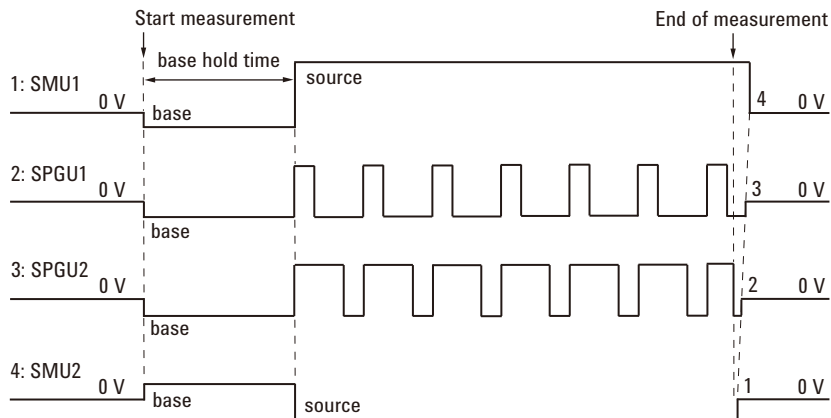 Start measurement
End of measurement
base hold time
source
1: SMU1
0 V
base
4
0 V
2: SPGU1
0 V
base
3
0 V
3: SPGU2
0 V
base
2
0 V
4: SMU2
0 V
base
source
1
0 V